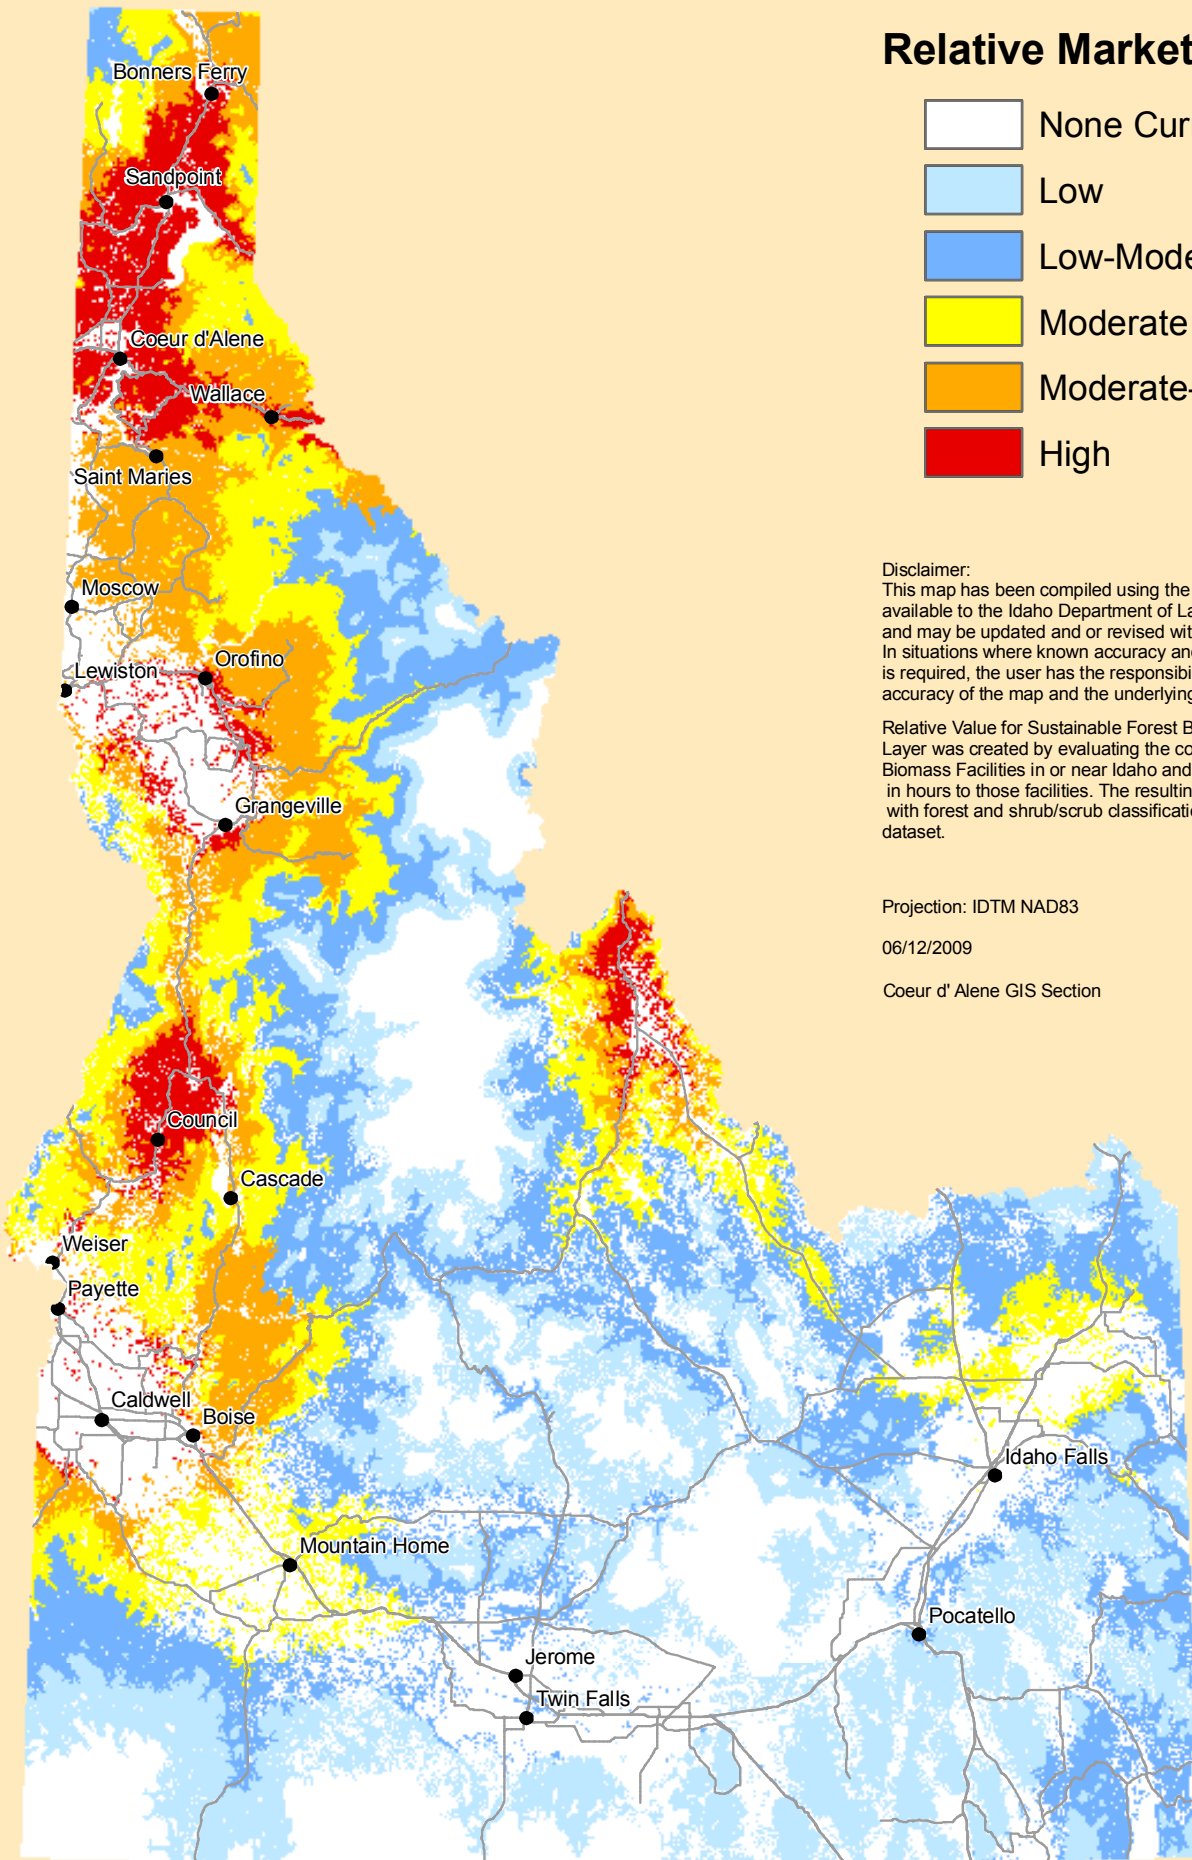 Relative Market
None Cur
Low
Low-Mode
Moderate
Moderate-
High
Disclaimer:
This map has been compiled using the
available to the Idaho Department of La
and may be updated and or revised wit
In situations where known accuracy and
is required, the user has the responsibi
accuracy of the map and the underlying
Relative Value for Sustainable Forest B
Layer was created by evaluating the co
Biomass Facilities in or near Idaho and
in hours to those facilities. The resultin
with forest and shrub/scrub classificati
dataset.
Projection: IDTM NAD83
06/12/2009
Coeur d' Alene GIS Section
Bonners Ferry
Sandpoint
Coeur d'Alene
Wallace
Saint Maries
Moscow
Lewiston
Orofino
Grangeville
Council
Cascade
Weiser
Payette
Caldwell
Boise
Idaho Falls
Mountain Home
Pocatello
Jerome
Twin Falls